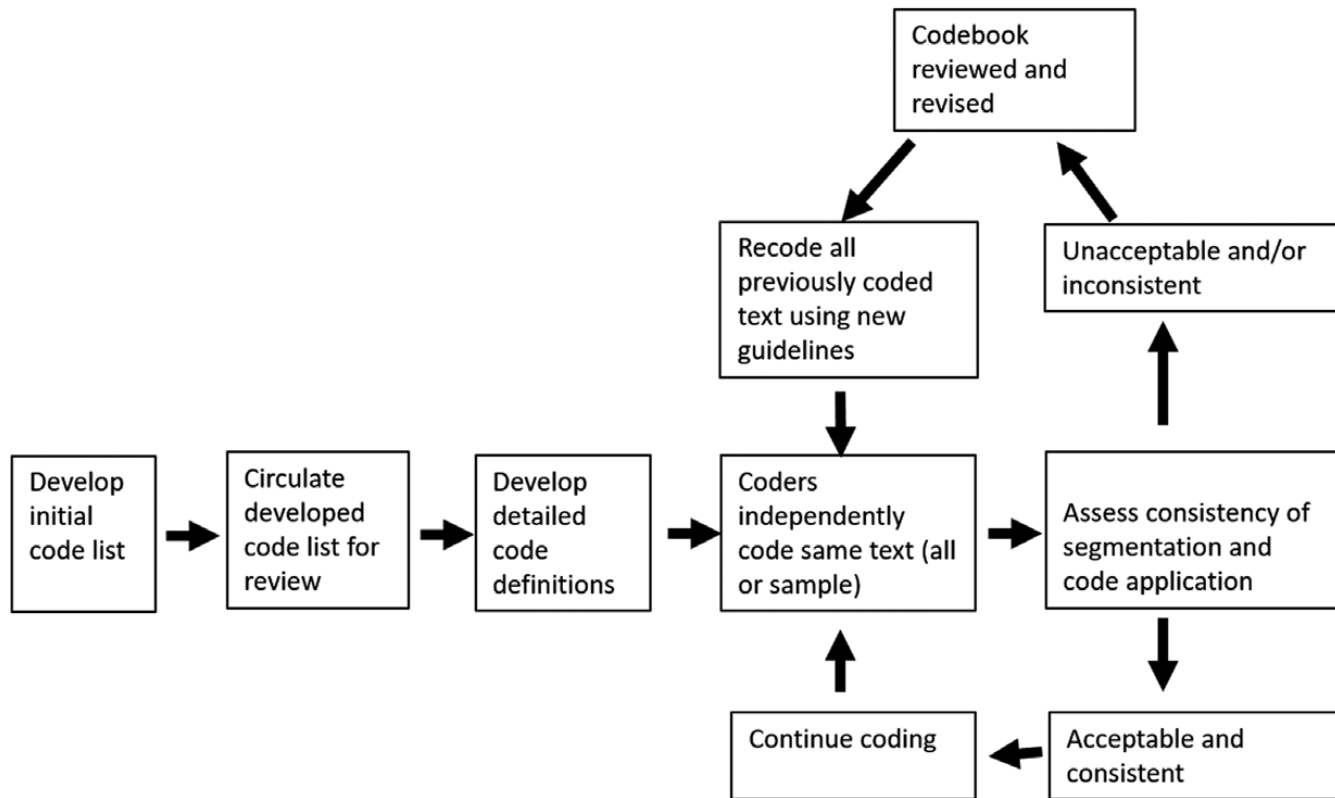 Codebook
reviewed and
revised
Recode all
previously coded
text using new
guidelines
Unacceptable and/or
inconsistent
Develop
initial
code list
Circulate
developed
code list for
review
Develop
detailed
code
definitions
Coders
independently
code same text (all
or sample)
Assess consistency of
segmentation and
code application
Continue coding
Acceptable and
consistent